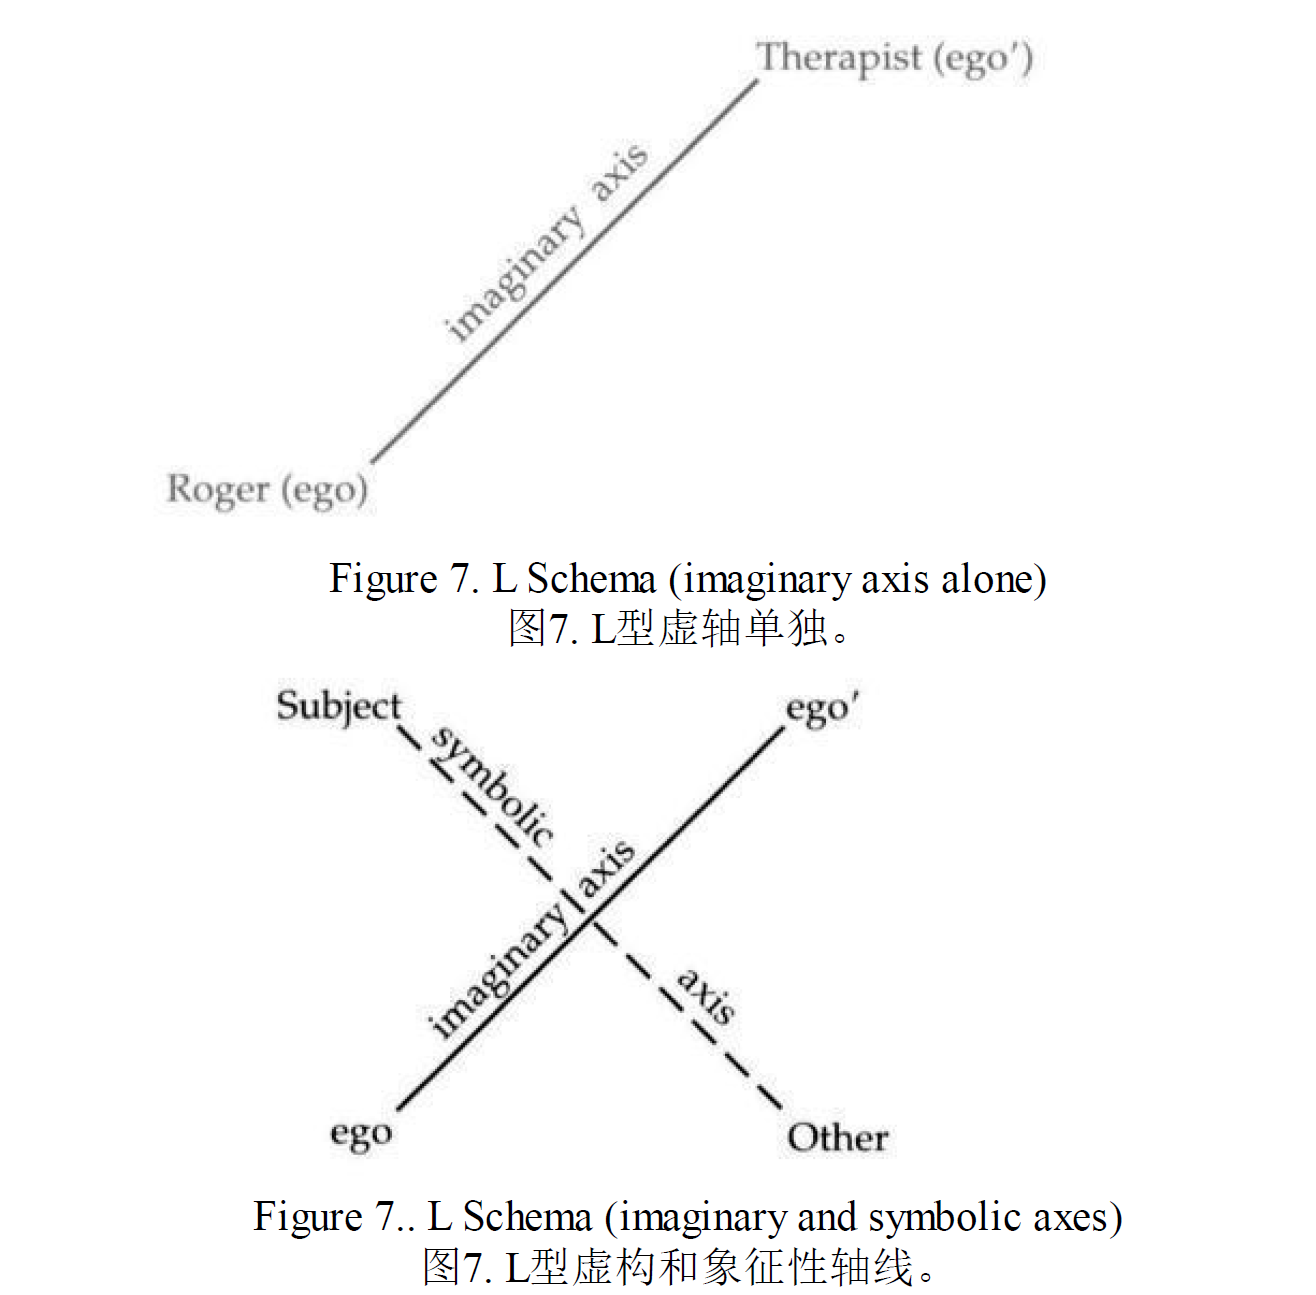 Therapist (ego′)
imaginary axis
Roger (ego)
Figure 7. L Schema (imaginary axis alone)
图7. L型虚轴单独。
Subject
ego′
symbolic axis
imaginary axis
ego
Other
Figure 7.. L Schema (imaginary and symbolic axes)
图7. L型虚构和象征性轴线。